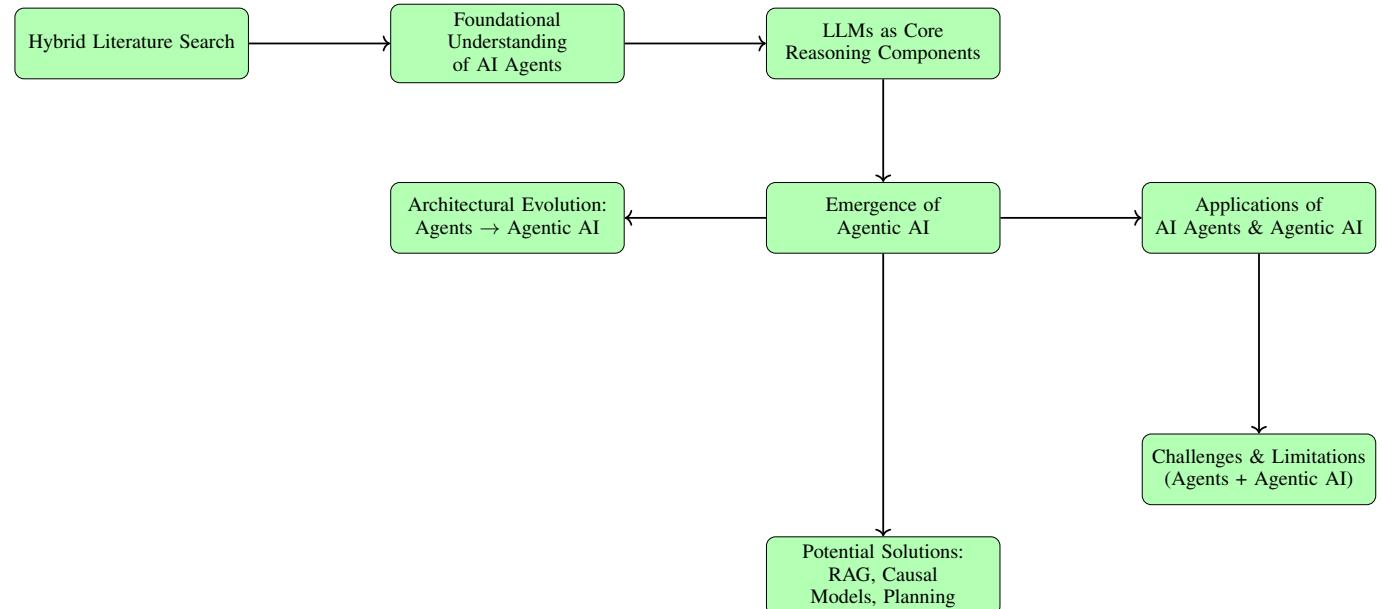 Hybrid Literature Search
Foundational
Understanding
of AI Agents
LLMs as Core
Reasoning Components
Architectural Evolution:
Agents → Agentic AI
Emergence of
Agentic AI
Applications of
AI Agents & Agentic AI
Challenges & Limitations
(Agents + Agentic AI)
Potential Solutions:
RAG, Causal
Models, Planning